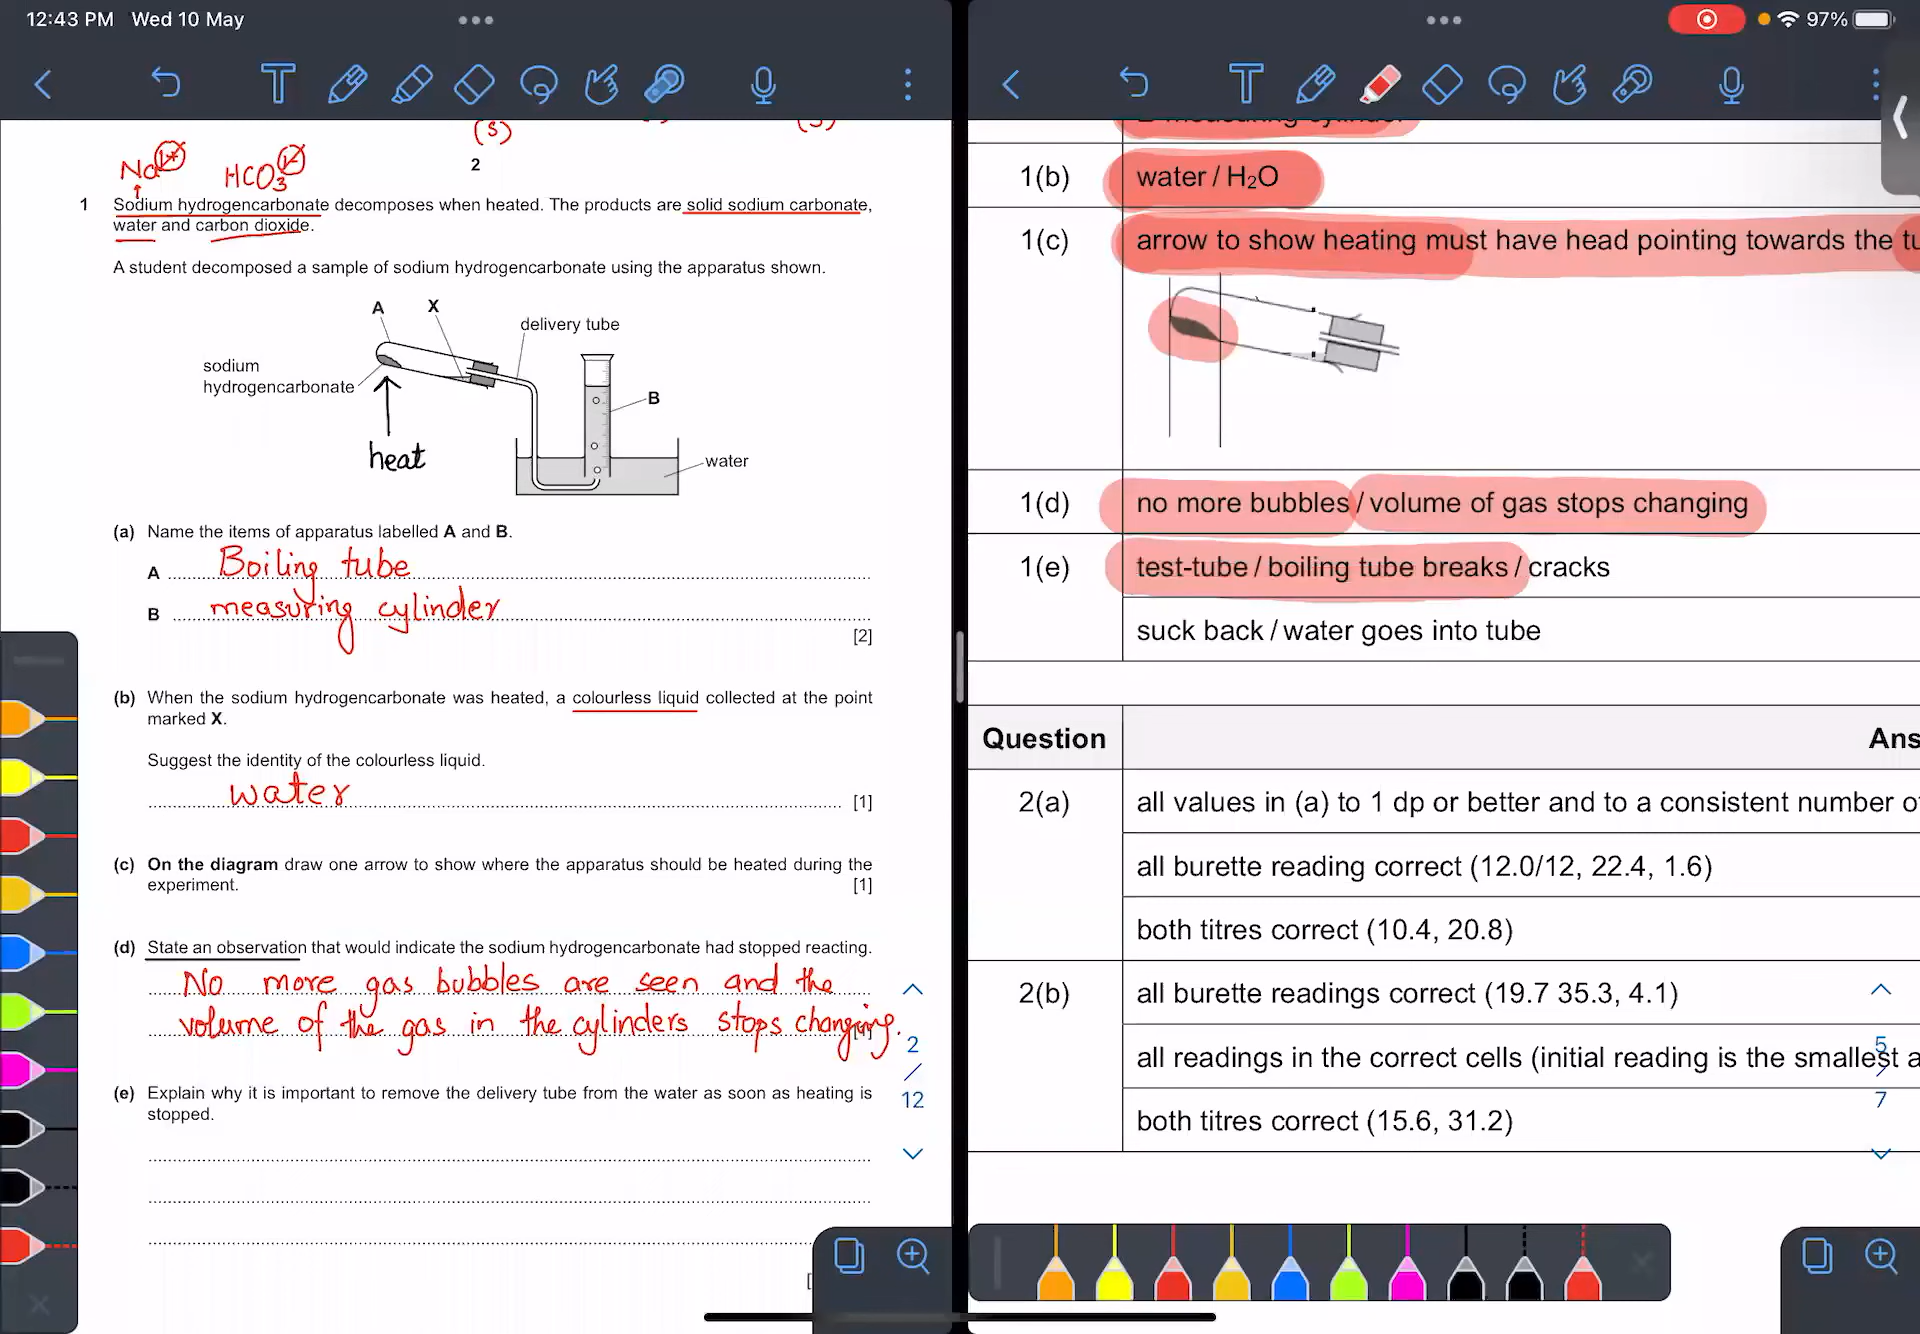 12:43 PM Wed 10 May
97%
(s)
(s)
Na 1+ HCO3 1-
2
1 Sodium hydrogencarbonate decomposes when heated. The products are solid sodium carbonate,
water and carbon dioxide.
A student decomposed a sample of sodium hydrogencarbonate using the apparatus shown.
A X
delivery tube
sodium
hydrogencarbonate
B
heat
water
(a) Name the items of apparatus labelled A and B.
A Boiling tube
B measuring cylinder
[2]
(b) When the sodium hydrogencarbonate was heated, a colourless liquid collected at the point
marked X.
Suggest the identity of the colourless liquid.
water
[1]
(c) On the diagram draw one arrow to show where the apparatus should be heated during the
experiment. [1]
(d) State an observation that would indicate the sodium hydrogencarbonate had stopped reacting.
No more gas bubbles are seen and the
volume of the gas in the cylinders stops changing.
(e) Explain why it is important to remove the delivery tube from the water as soon as heating is
stopped.
[
2
/
12
measuring cylinder
1(b) water / H₂O
1(c) arrow to show heating must have head pointing towards the tu
1(d) no more bubbles / volume of gas stops changing
1(e) test-tube / boiling tube breaks / cracks
suck back / water goes into tube
Question Ans
2(a) all values in (a) to 1 dp or better and to a consistent number o
all burette reading correct (12.0/12, 22.4, 1.6)
both titres correct (10.4, 20.8)
2(b) all burette readings correct (19.7 35.3, 4.1)
all readings in the correct cells (initial reading is the smallest a
both titres correct (15.6, 31.2)
5
/
7